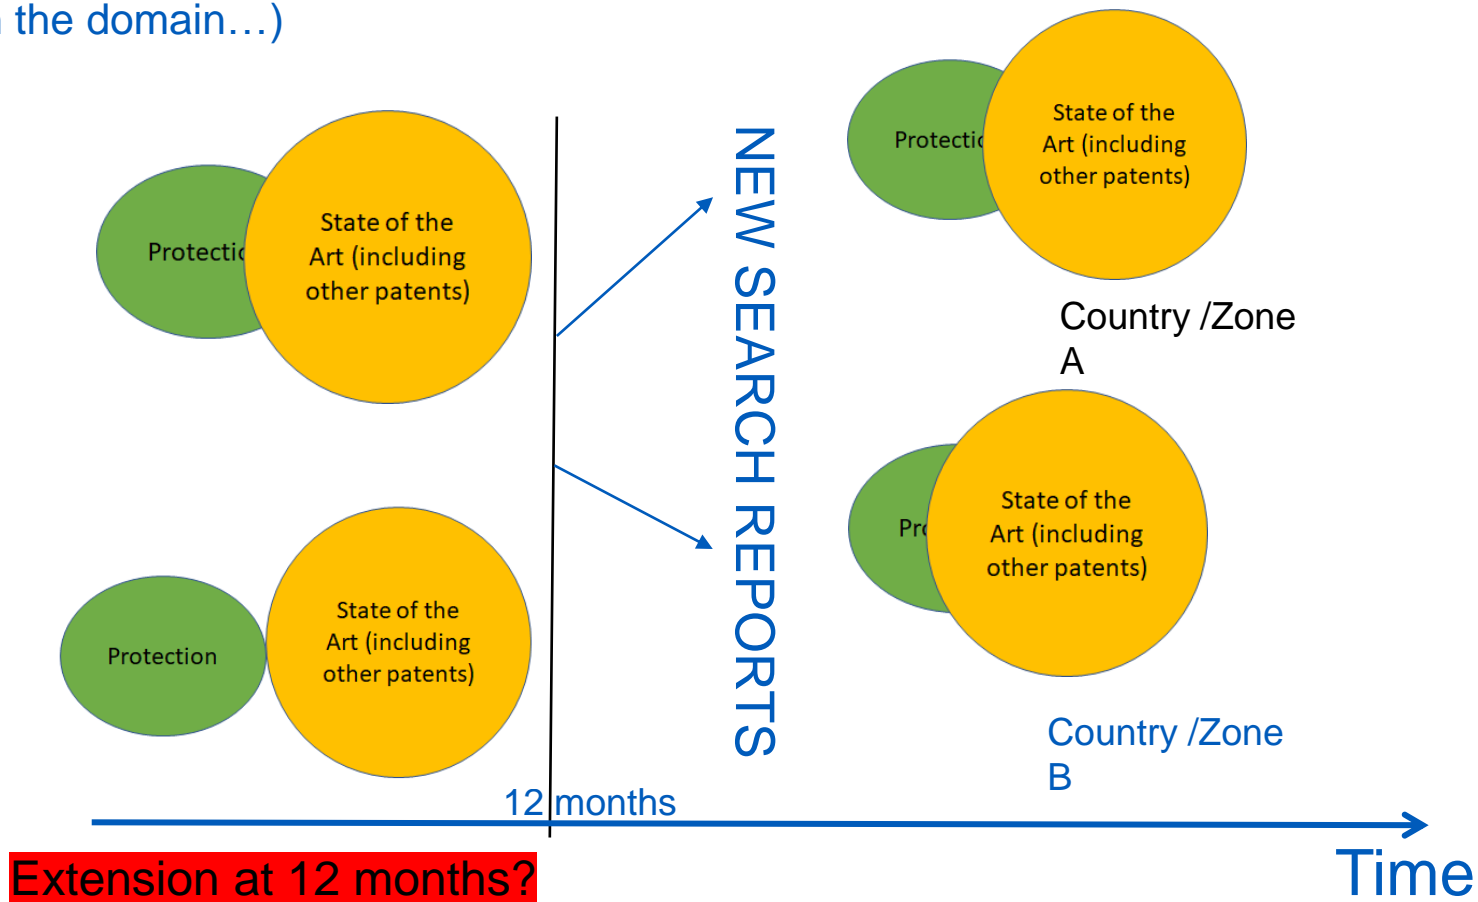 the domain…)
Protectio
State of the
Art (including
other patents)
Protection
State of the
Art (including
other patents)
12 months
NEW SEARCH REPORTS
Protectio
State of the
Art (including
other patents)
Country /Zone
A
Pro
State of the
Art (including
other patents)
Country /Zone
B
Time
Extension at 12 months?